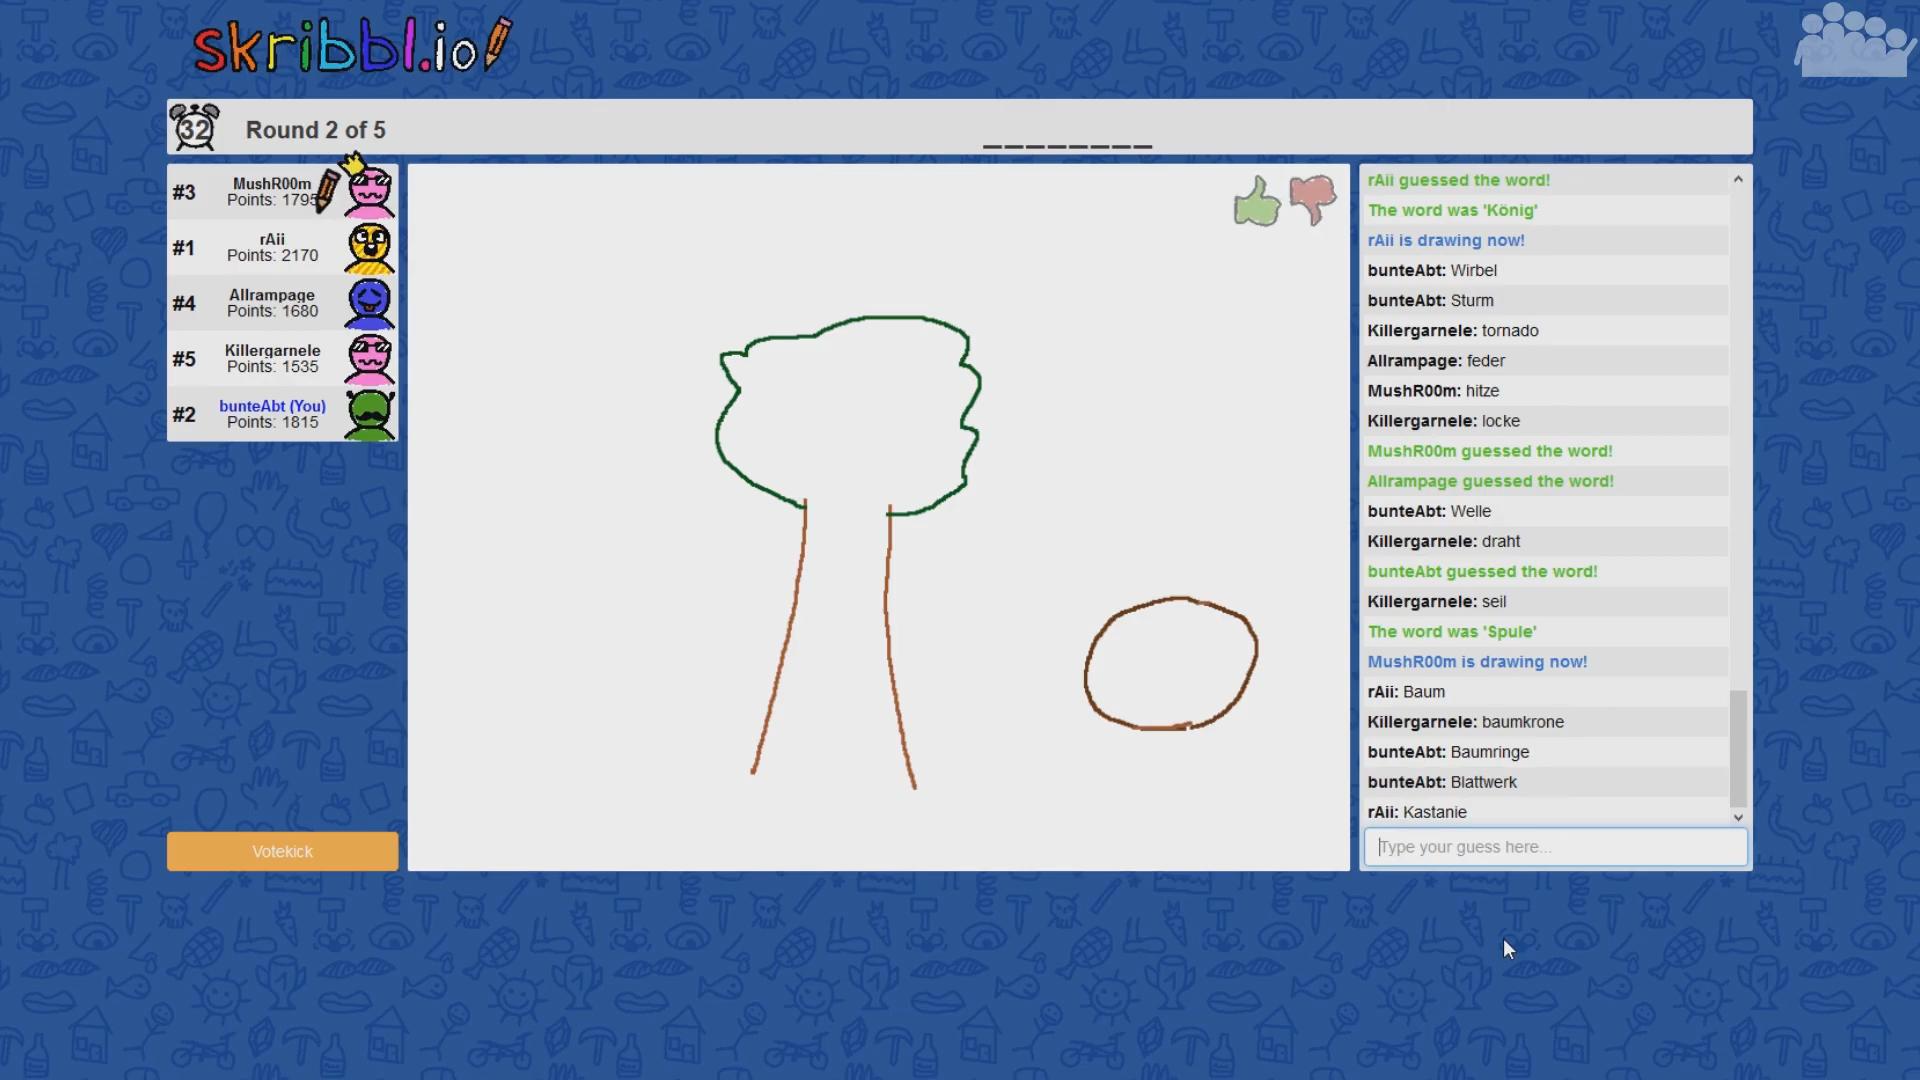 skribbl.io
32
Round 2 of 5
________
#3
MushR00m
Points: 1795
#1
rAii
Points: 2170
#4
Allrampage
Points: 1680
#5
Killergarnele
Points: 1535
#2
bunteAbt (You)
Points: 1815
Votekick
rAii guessed the word!
The word was 'König'
rAii is drawing now!
bunteAbt: Wirbel
bunteAbt: Sturm
Killergarnele: tornado
Allrampage: feder
MushR00m: hitze
Killergarnele: locke
MushR00m guessed the word!
Allrampage guessed the word!
bunteAbt: Welle
Killergarnele: draht
bunteAbt guessed the word!
Killergarnele: seil
The word was 'Spule'
MushR00m is drawing now!
rAii: Baum
Killergarnele: baumkrone
bunteAbt: Baumringe
bunteAbt: Blattwerk
rAii: Kastanie
Type your guess here...